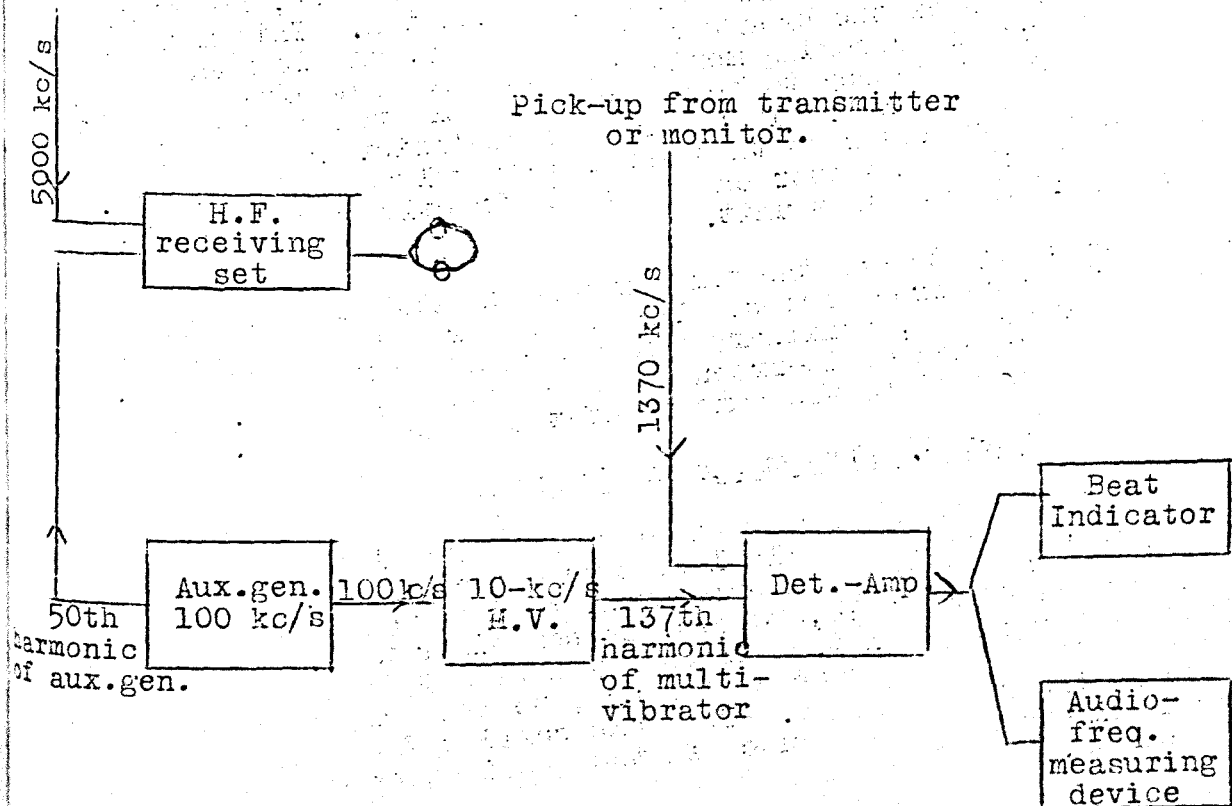 5000 kc/s
Pick-up from transmitter
or monitor.
H.F.
receiving
set
1370 kc/s
Beat
Indicator
Aux.gen.
100 kc/s
100 kc/s
10-kc/s
M.V.
Det.-Amp
50th
harmonic
of aux.gen.
137th
harmonic
of multi-
vibrator
Audio-
freq.
measuring
device